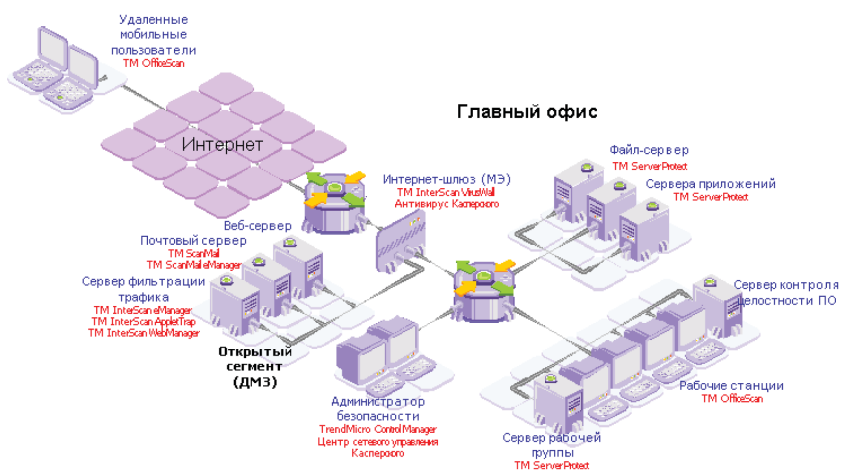 Удаленные
мобильные
пользователи
TM OfficeScan
Интернет
Главный офис
Интернет-шлюз (МЭ)
TM InterScan VirusWall
Антивирус Касперского
Файл-сервер
TM ServerProtect
Сервера приложений
TM ServerProtect
Веб-сервер
Почтовый сервер
TM ScanMail
TM ScanMaileManager
Сервер фильтрации
трафика
TM InterScan eManager
TM InterScan AppletTrap
TM InterScan WebManager
Открытый
сегмент
(ДМЗ)
Сервер контроля
целостности ПО
Администратор
безопасности
TrendMicro ControlManager
Центр сетевого управления
Касперского
Рабочие станции
TM OfficeScan
Сервер рабочей
группы
TM ServerProtect